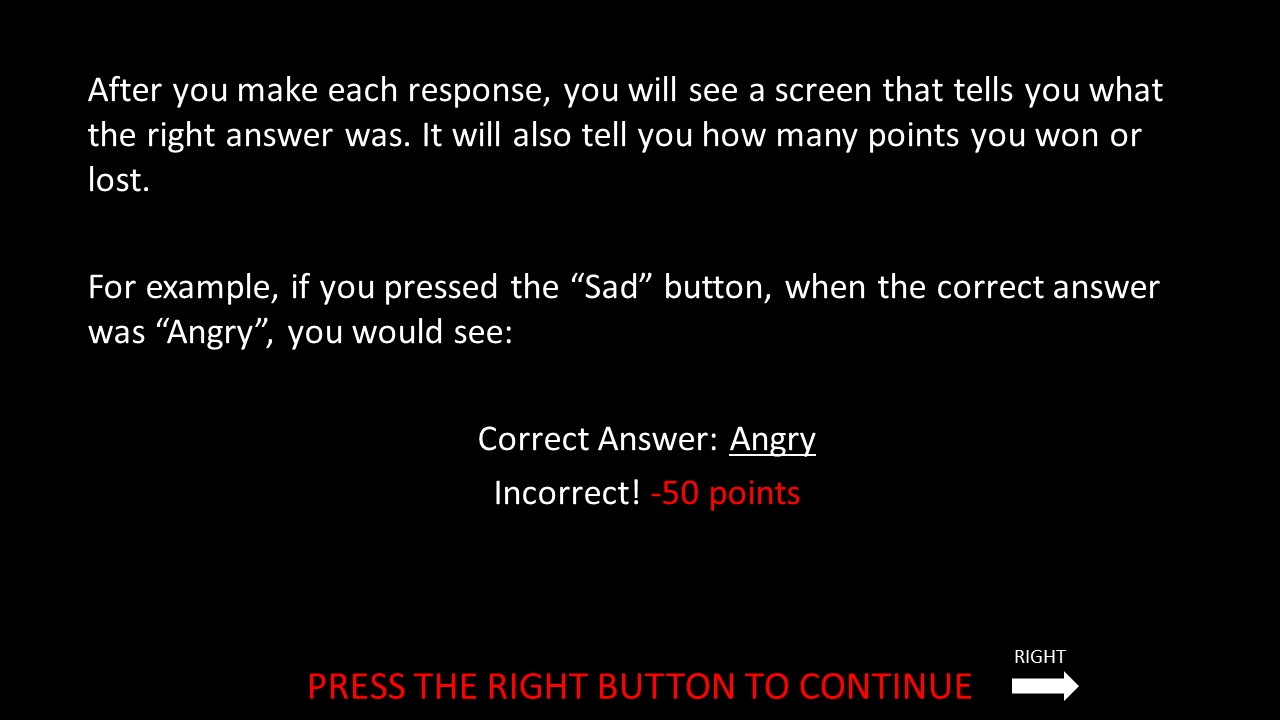 After you make each response, you will see a screen that tells you what
the right answer was. It will also tell you how many points you won or
lost.
For example, if you pressed the “Sad” button, when the correct answer
was “Angry”, you would see:
Correct Answer: Angry
Incorrect! -50 points
RIGHT
PRESS THE RIGHT BUTTON TO CONTINUE